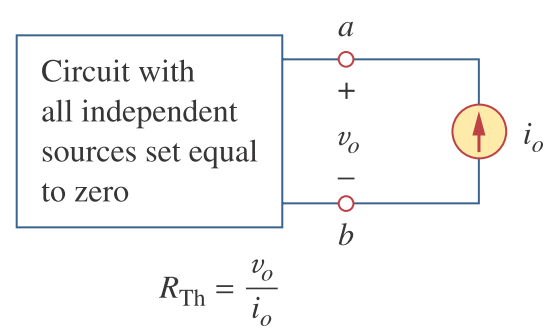 a
Circuit with
all independent
sources set equal
to zero
+
v_o
–
i_o
b
R_Th = v_o / i_o